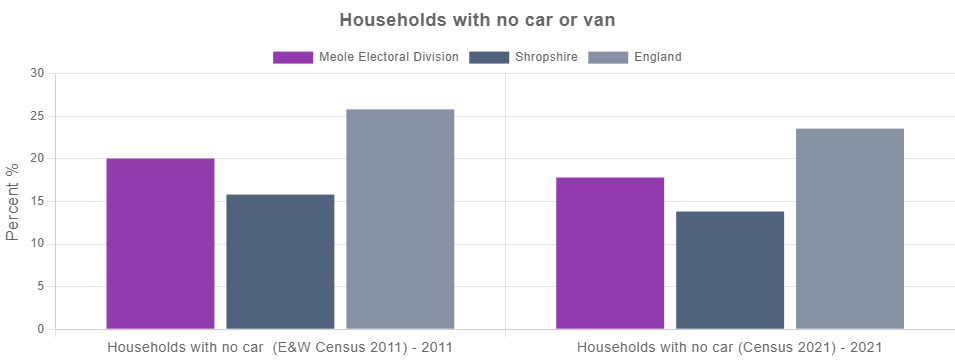 Households with no car or van
Meole Electoral Division Shropshire England
Percent %
30
25
20
15
10
5
0
Households with no car  (E&W Census 2011) - 2011 Households with no car (Census 2021) - 2021